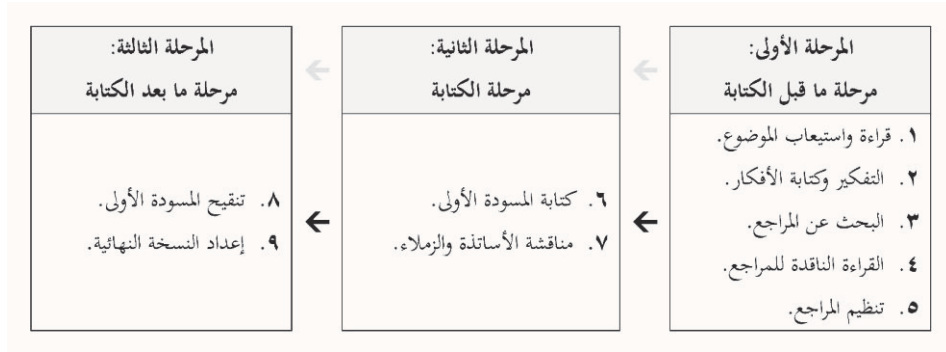 المرحلة الأولى:
مرحلة ما قبل الكتابة
١. قراءة واستيعاب الموضوع.
٢. التفكير وكتابة الأفكار.
٣. البحث عن المراجع.
٤. القراءة الناقدة للمراجع.
٥. تنظيم المراجع.
المرحلة الثانية:
مرحلة الكتابة
٦. كتابة المسودة الأولى.
٧. مناقشة الأساتذة والزملاء.
المرحلة الثالثة:
مرحلة ما بعد الكتابة
٨. تنقيح المسودة الأولى.
٩. إعداد النسخة النهائية.